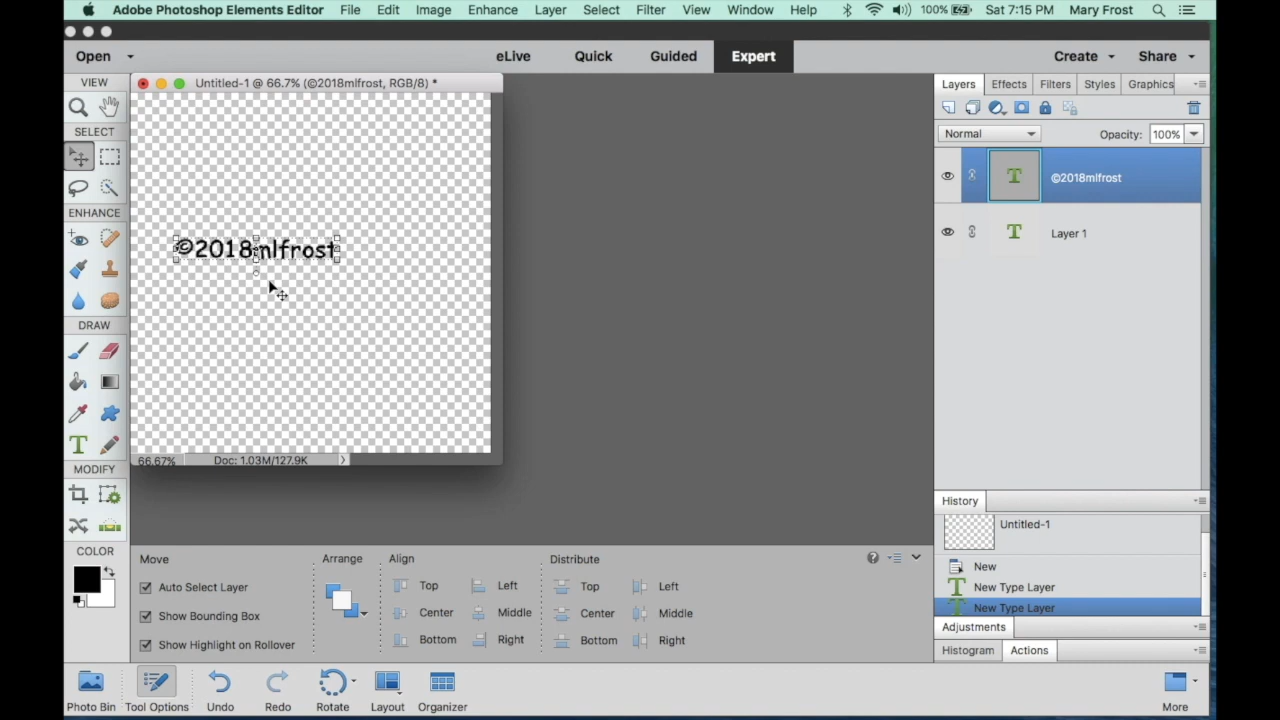 Adobe Photoshop Elements Editor File Edit Image Enhance Layer Select Filter View Window Help 100% Sat 7:15 PM Mary Frost
Open eLive Quick Guided Expert Create Share
VIEW Untitled-1 @ 66.7% (©2018mlfrost, RGB/8) * Layers Effects Filters Styles Graphics
SELECT
Normal Opacity: 100%
©2018mlfrost
ENHANCE
Layer 1
©2018mlfrost
DRAW
66.67% Doc: 1.03M/127.9K
MODIFY
History
Untitled-1
COLOR
Move Arrange Align Distribute
New
Auto Select Layer Top Left Top Left
New Type Layer
Show Bounding Box Center Middle Center Middle
New Type Layer
Show Highlight on Rollover Bottom Right Bottom Right
Adjustments
Histogram Actions
Photo Bin Tool Options Undo Redo Rotate Layout Organizer More